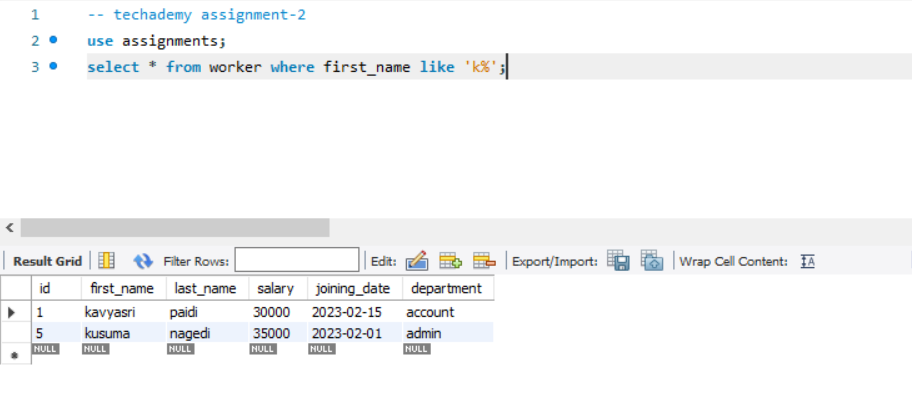 1 -- techademy assignment-2
2 use assignments;
3 select * from worker where first_name like 'k%';
Result Grid Filter Rows: Edit: Export/Import: Wrap Cell Content: IA
id first_name last_name salary joining_date department
1 kavyasri paidi 30000 2023-02-15 account
5 kusuma nagedi 35000 2023-02-01 admin
NULL NULL NULL NULL NULL NULL